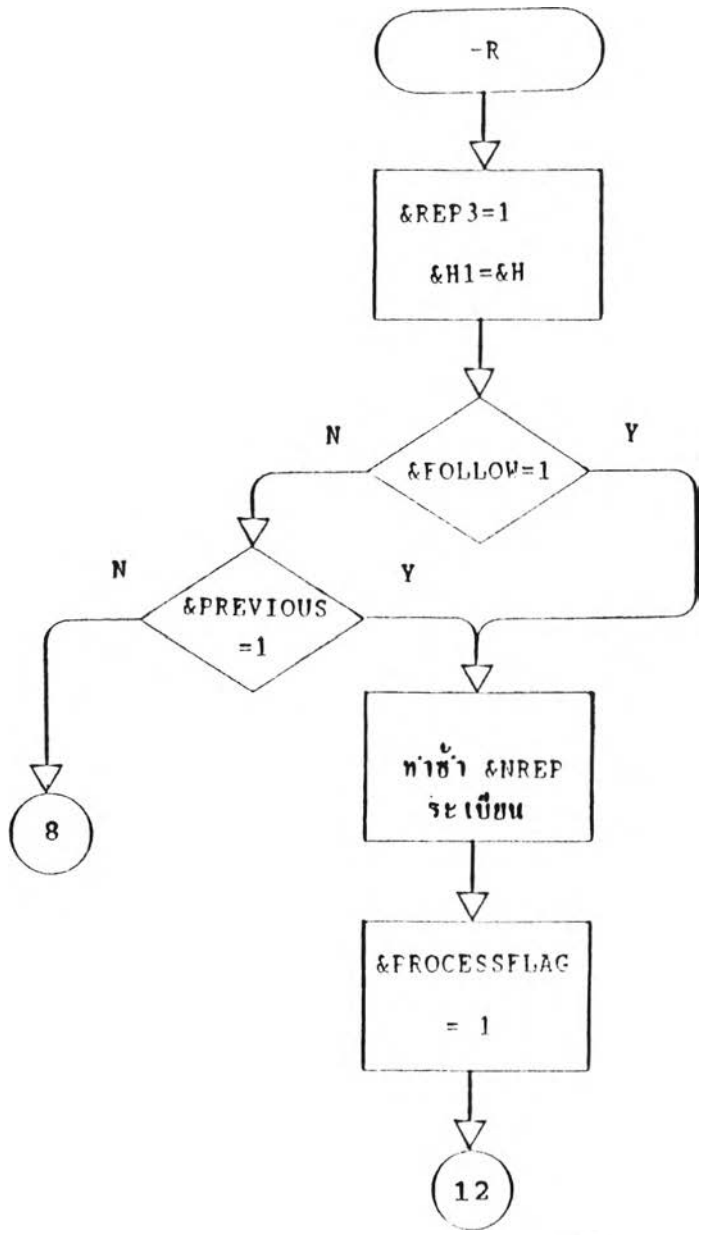 -R
&REP3=1
&H1=&H
N
Y
&FOLLOW=1
N
Y
&PREVIOUS
=1
ทำซ้ำ &NREP
ระเบียน
8
&PROCESSFLAG
= 1
12